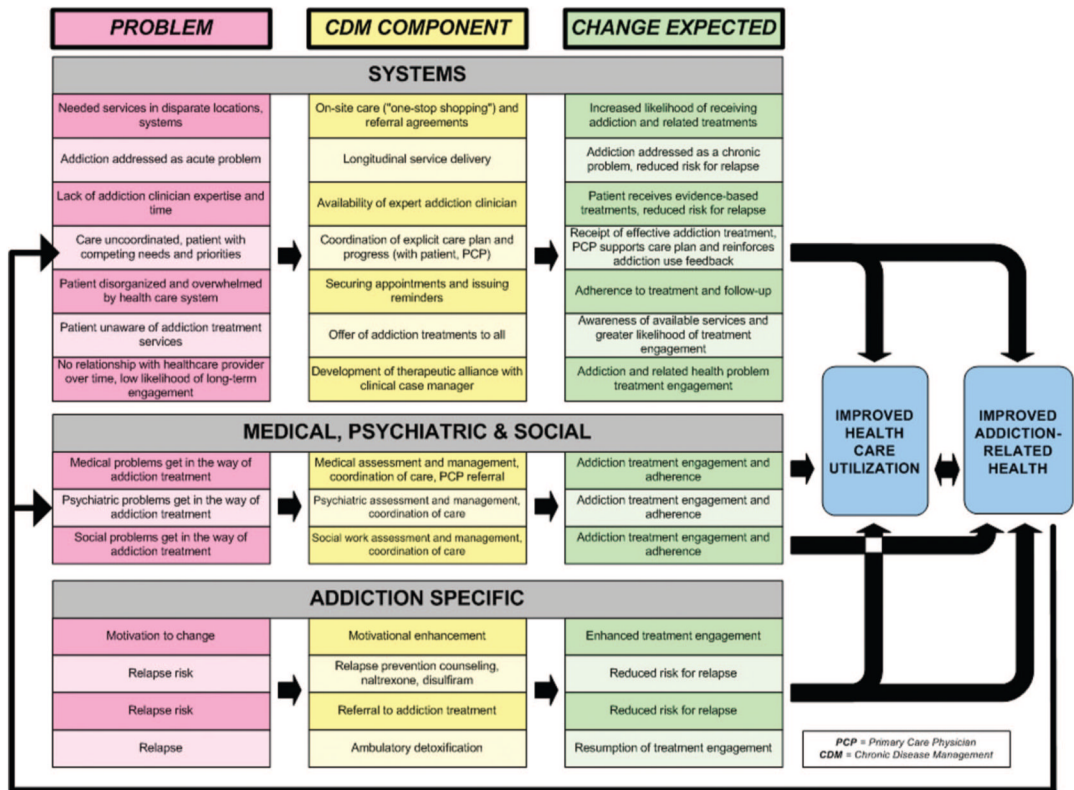 PROBLEM
CDM COMPONENT
CHANGE EXPECTED
SYSTEMS
Needed services in disparate locations,
systems
On-site care ("one-stop shopping") and
referral agreements
Increased likelihood of receiving
addiction and related treatments
Addiction addressed as acute problem
Longitudinal service delivery
Addiction addressed as a chronic
problem, reduced risk for relapse
Lack of addiction clinician expertise and
time
Availability of expert addiction clinician
Patient receives evidence-based
treatments, reduced risk for relapse
Care uncoordinated, patient with
competing needs and priorities
Coordination of explicit care plan and
progress (with patient, PCP)
Receipt of effective addiction treatment,
PCP supports care plan and reinforces
addiction use feedback
Patient disorganized and overwhelmed
by health care system
Securing appointments and issuing
reminders
Adherence to treatment and follow-up
Patient unaware of addiction treatment
services
Offer of addiction treatments to all
Awareness of available services and
greater likelihood of treatment
engagement
No relationship with healthcare provider
over time, low likelihood of long-term
engagement
Development of therapeutic alliance with
clinical case manager
Addiction and related health problem
treatment engagement
MEDICAL, PSYCHIATRIC & SOCIAL
Medical problems get in the way of
addiction treatment
Medical assessment and management,
coordination of care, PCP referral
Addiction treatment engagement and
adherence
Psychiatric problems get in the way of
addiction treatment
Psychiatric assessment and management,
coordination of care
Addiction treatment engagement and
adherence
Social problems get in the way of
addiction treatment
Social work assessment and management,
coordination of care
Addiction treatment engagement and
adherence
ADDICTION SPECIFIC
Motivation to change
Motivational enhancement
Enhanced treatment engagement
Relapse risk
Relapse prevention counseling,
naltrexone, disulfiram
Reduced risk for relapse
Relapse risk
Referral to addiction treatment
Reduced risk for relapse
Relapse
Ambulatory detoxification
Resumption of treatment engagement
IMPROVED
HEALTH
CARE
UTILIZATION
IMPROVED
ADDICTION-
RELATED
HEALTH
PCP = Primary Care Physician
CDM = Chronic Disease Management